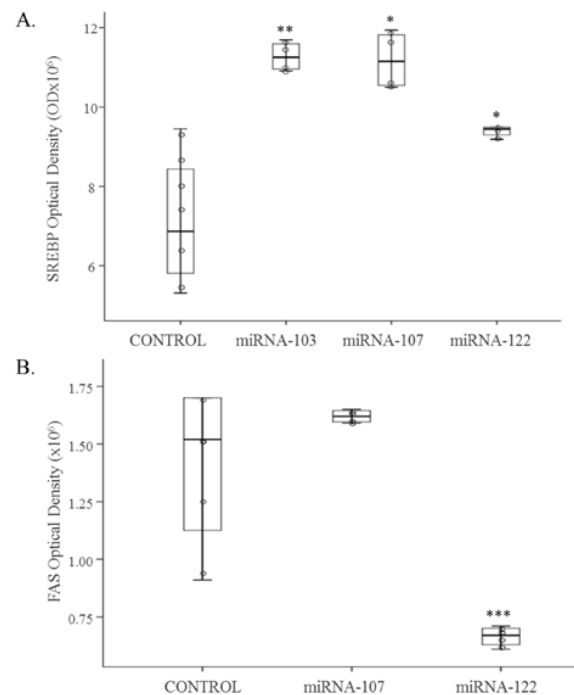 A.
SREBP Optical Density (ODx10⁶)
12
10
8
6
**
*
*
CONTROL miRNA-103 miRNA-107 miRNA-122
B.
FAS Optical Density (x10⁶)
1.75
1.50
1.25
1.00
0.75
***
CONTROL miRNA-107 miRNA-122